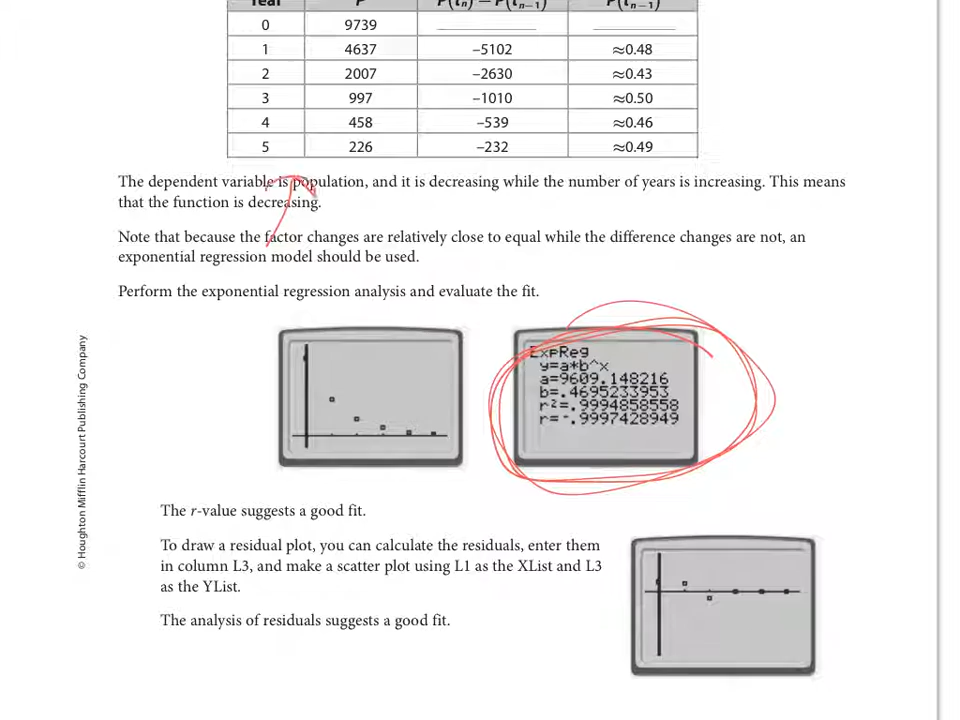 Year P P(tₙ) – P(tₙ₋₁) P(tₙ₋₁)
0 9739
1 4637 –5102 ≈0.48
2 2007 –2630 ≈0.43
3 997 –1010 ≈0.50
4 458 –539 ≈0.46
5 226 –232 ≈0.49
The dependent variable is population, and it is decreasing while the number of years is increasing. This means
that the function is decreasing.
Note that because the factor changes are relatively close to equal while the difference changes are not, an
exponential regression model should be used.
Perform the exponential regression analysis and evaluate the fit.
ExpReg
y=a*b^x
a=9609.148216
b=.4695233953
r²=.9994858558
r=-.9997428949
© Houghton Mifflin Harcourt Publishing Company
The r-value suggests a good fit.
To draw a residual plot, you can calculate the residuals, enter them
in column L3, and make a scatter plot using L1 as the XList and L3
as the YList.
The analysis of residuals suggests a good fit.